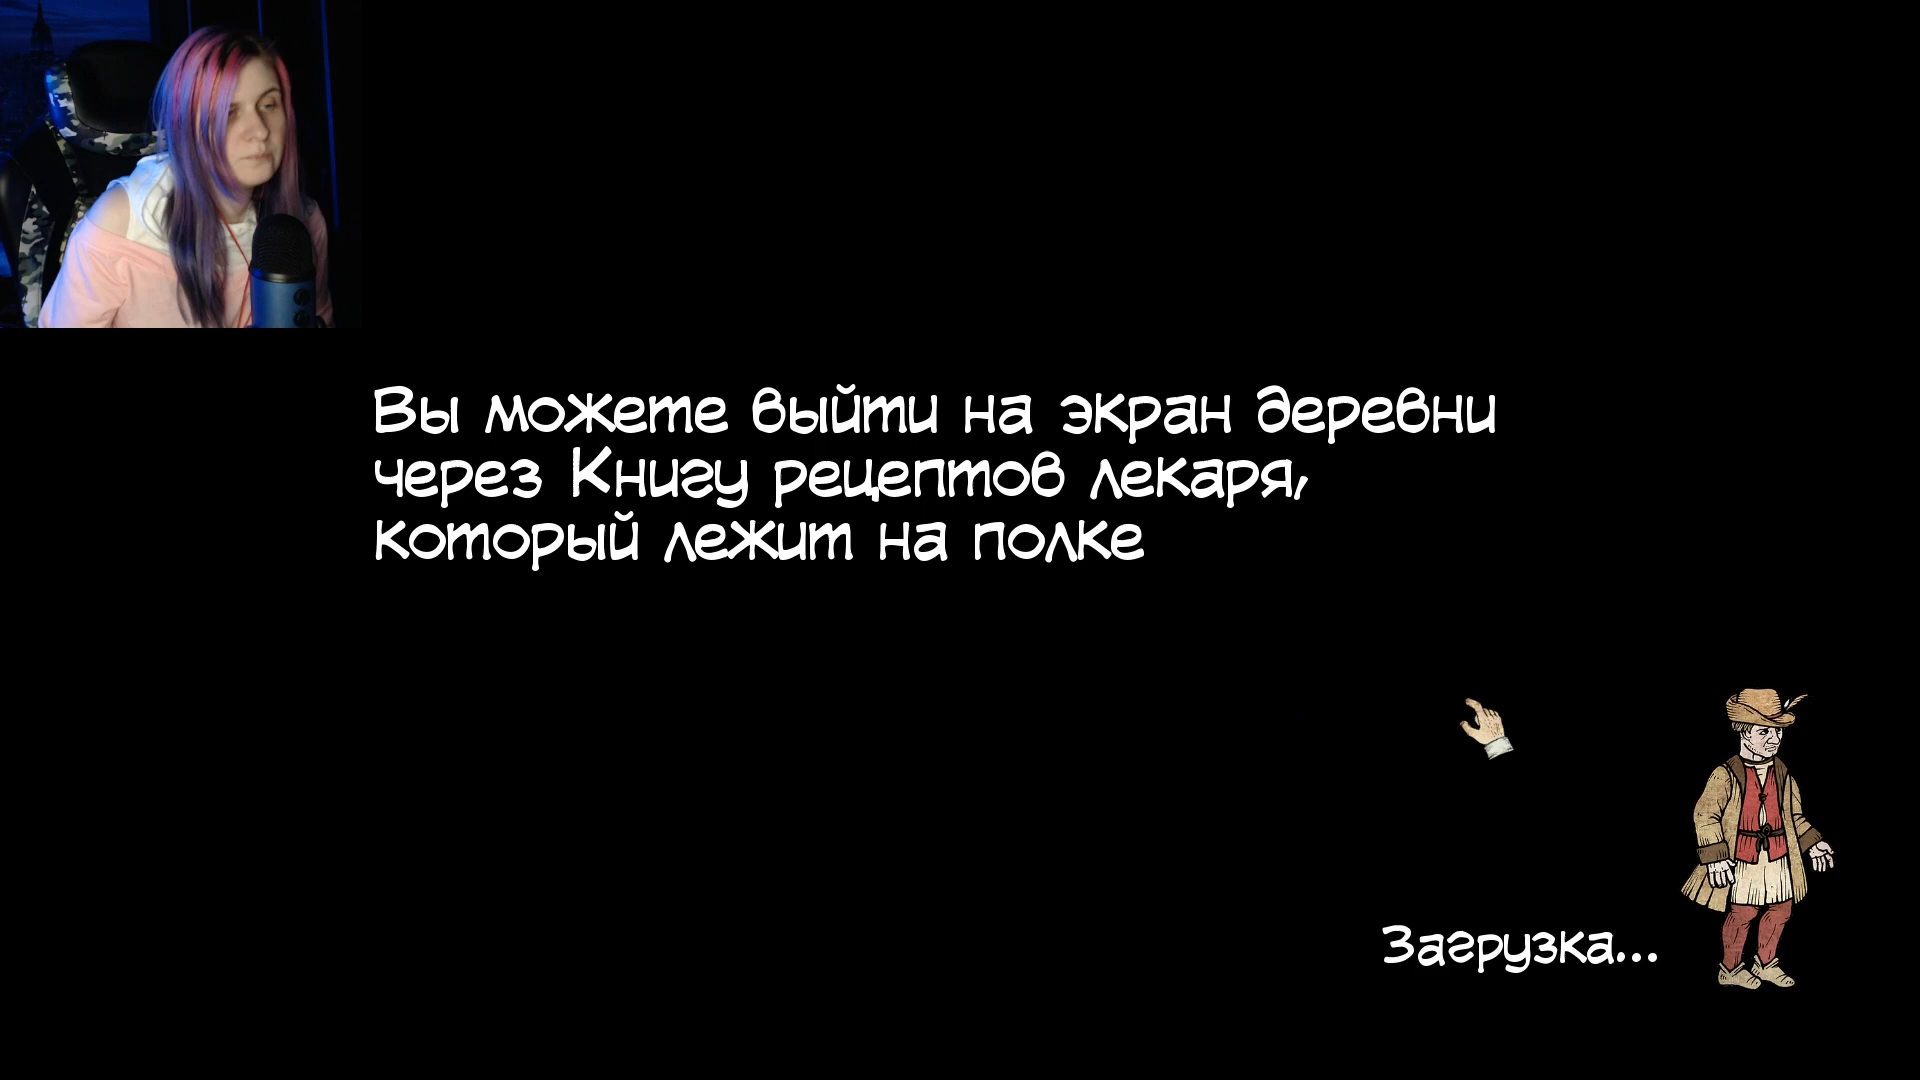 Вы можете выйти на экран деревни
через Книгу рецептов лекаря,
который лежит на полке
Загрузка...